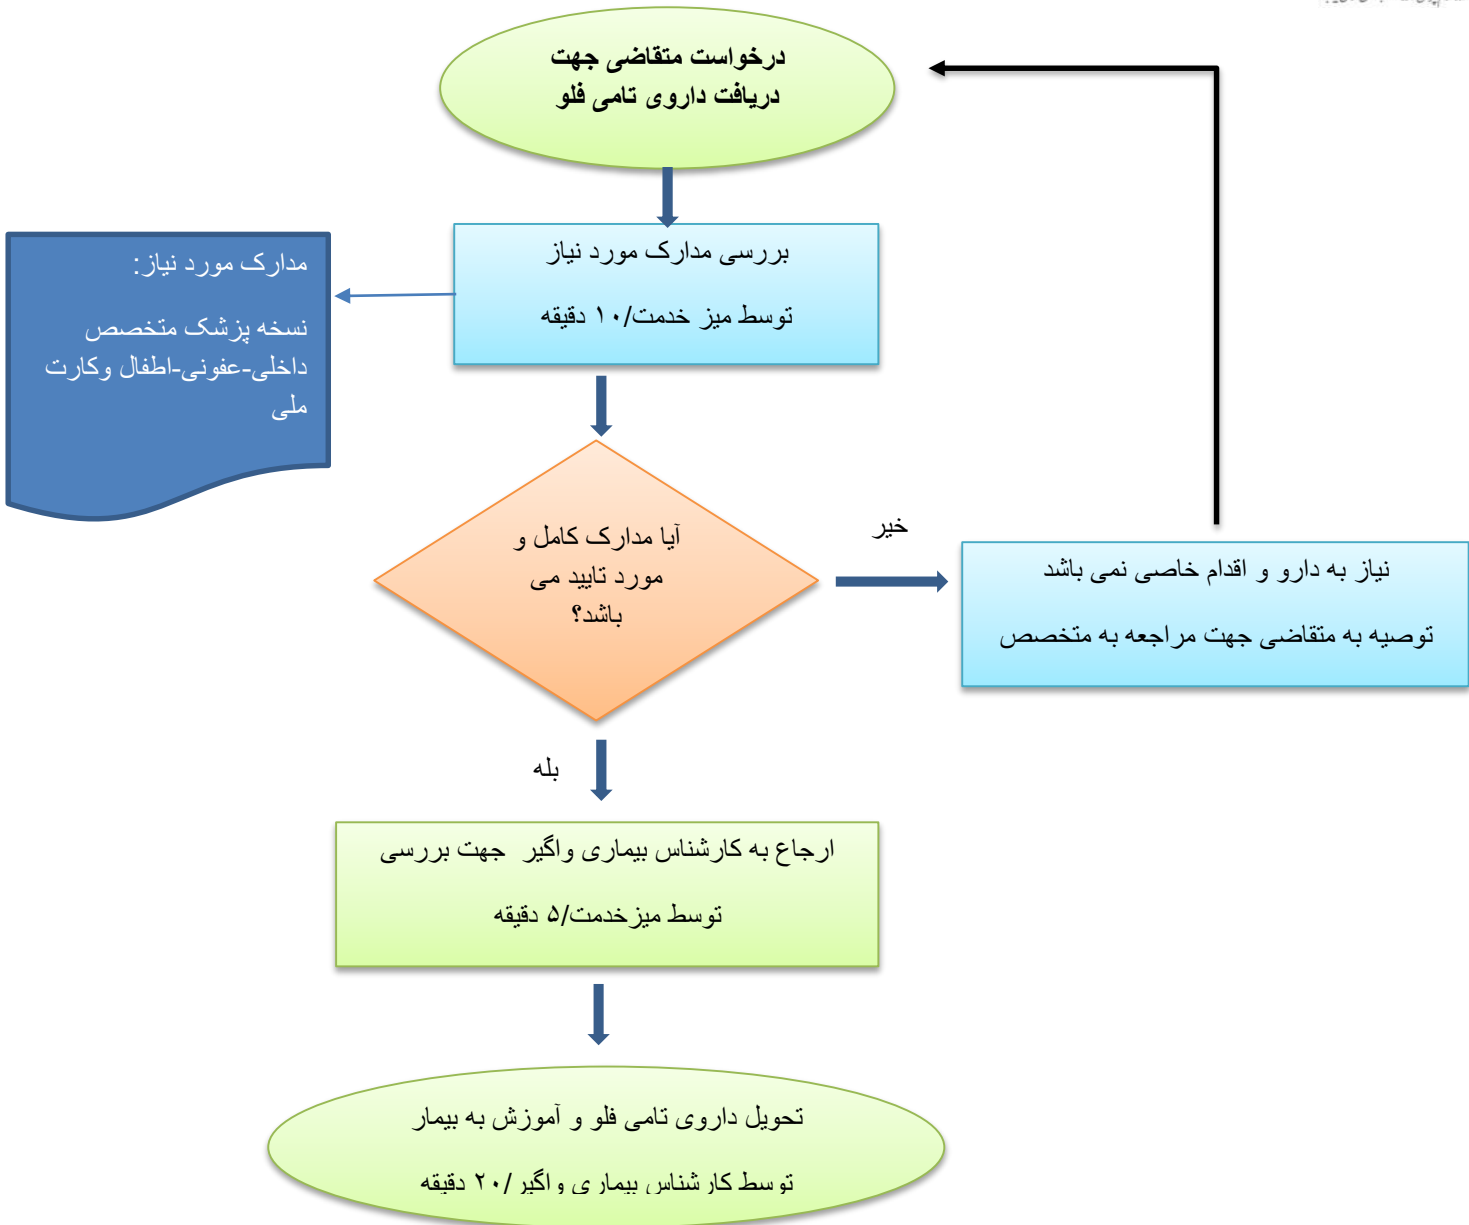 درخواست متقاضی جهت
دریافت داروی تامی فلو
بررسی مدارک مورد نیاز
توسط میز خدمت/۱۰ دقیقه
مدارک مورد نیاز:
نسخه پزشک متخصص
داخلی-عفونی-اطفال وکارت
ملی
آیا مدارک کامل و
مورد تایید می
باشد؟
خیر
نیاز به دارو و اقدام خاصی نمی باشد
توصیه به متقاضی جهت مراجعه به متخصص
بله
ارجاع به کارشناس بیماری واگیر جهت بررسی
توسط میزخدمت/۵ دقیقه
تحویل داروی تامی فلو و آموزش به بیمار
توسط کارشناس بیماری واگیر/۲۰ دقیقه